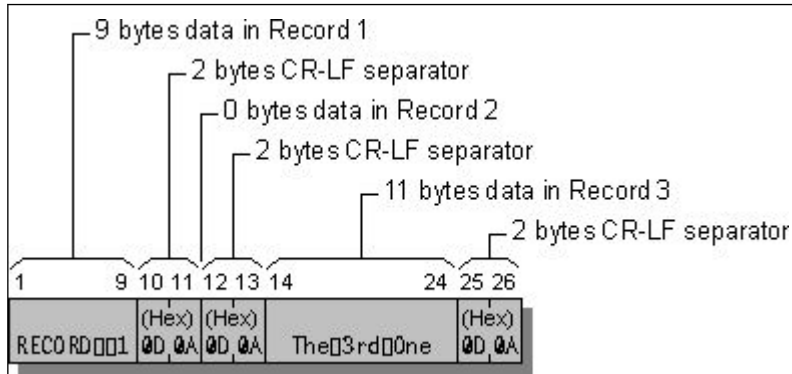 9 bytes data in Record 1
2 bytes CR-LF separator
0 bytes data in Record 2
2 bytes CR-LF separator
11 bytes data in Record 3
2 bytes CR-LF separator
1 9 10 11 12 13 14 24 25 26
(Hex) (Hex) (Hex)
RECORD▯▯1 0D 0A 0D 0A The▯3rd▯One 0D 0A